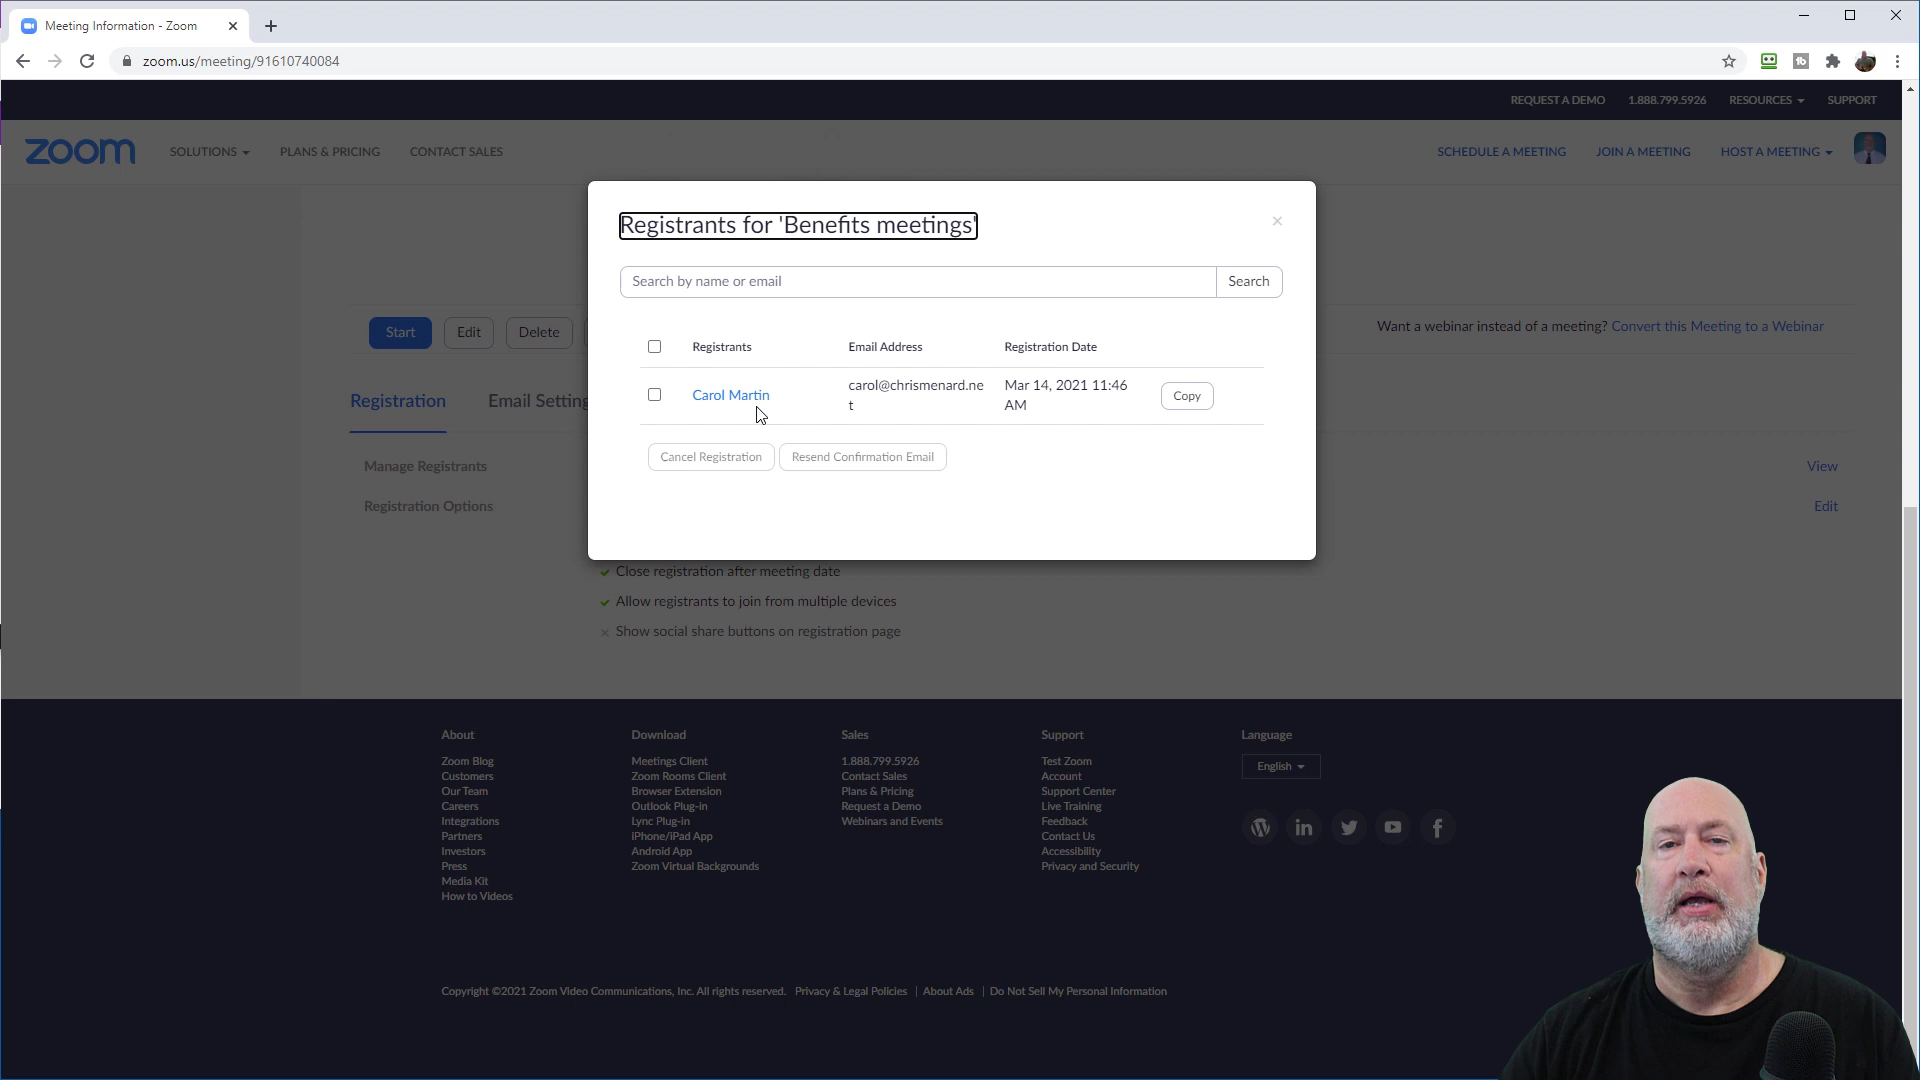 Meeting Information - Zoom
zoom.us/meeting/91610740084
REQUEST A DEMO 1.888.799.5926 RESOURCES SUPPORT
zoom SOLUTIONS PLANS & PRICING CONTACT SALES SCHEDULE A MEETING JOIN A MEETING HOST A MEETING
Registrants for 'Benefits meetings'
Search by name or email Search
Start Edit Delete
Want a webinar instead of a meeting? Convert this Meeting to a Webinar
Registrants Email Address Registration Date
Carol Martin carol@chrismenard.ne Mar 14, 2021 11:46 Copy
t AM
Cancel Registration Resend Confirmation Email
Registration Email Setting
Manage Registrants View
Registration Options Edit
Close registration after meeting date
Allow registrants to join from multiple devices
Show social share buttons on registration page
About
Zoom Blog
Customers
Our Team
Careers
Integrations
Partners
Investors
Press
Media Kit
How to Videos
Download
Meetings Client
Zoom Rooms Client
Browser Extension
Outlook Plug-in
Lync Plug-in
iPhone/iPad App
Android App
Zoom Virtual Backgrounds
Sales
1.888.799.5926
Contact Sales
Plans & Pricing
Request a Demo
Webinars and Events
Support
Test Zoom
Account
Support Center
Live Training
Feedback
Contact Us
Accessibility
Privacy and Security
Language
English
Copyright ©2021 Zoom Video Communications, Inc. All rights reserved. Privacy & Legal Policies | About Ads | Do Not Sell My Personal Information